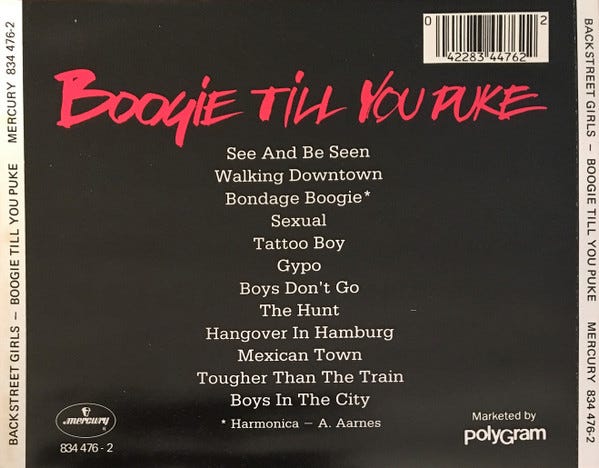 BACKSTREET GIRLS – BOOGIE TILL YOU PUKE MERCURY 834 476-2
0 42283 44762 2
BOOGIE TILL YOU PUKE
See And Be Seen
Walking Downtown
Bondage Boogie*
Sexual
Tattoo Boy
Gypo
Boys Don't Go
The Hunt
Hangover In Hamburg
Mexican Town
Tougher Than The Train
Boys In The City
* Harmonica – A. Aarnes
mercury
834 476 - 2
Marketed by
polyGram
BACKSTREET GIRLS – BOOGIE TILL YOU PUKE MERCURY 834 476-2